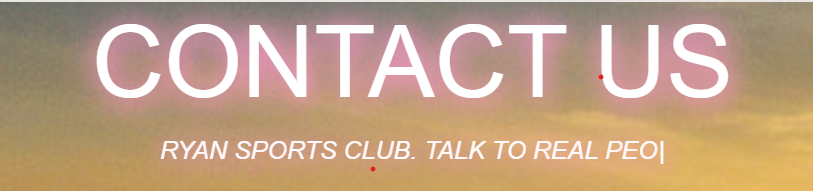 CONTACT US
RYAN SPORTS CLUB. TALK TO REAL PEO|